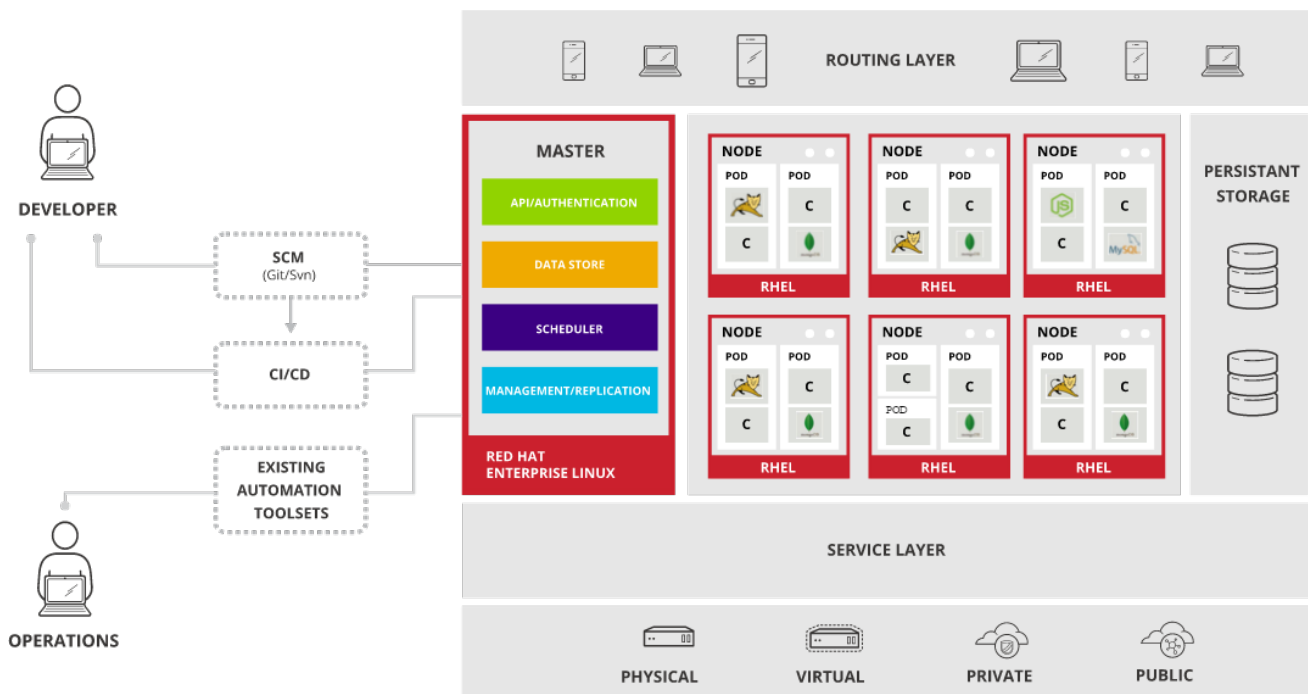 ROUTING LAYER
DEVELOPER
SCM
(Git/Svn)
CI/CD
EXISTING
AUTOMATION
TOOLSETS
OPERATIONS
MASTER
API/AUTHENTICATION
DATA STORE
SCHEDULER
MANAGEMENT/REPLICATION
RED HAT
ENTERPRISE LINUX
NODE
POD POD
C
C
RHEL
NODE
POD POD
C C
RHEL
NODE
POD POD
JS C
C MySQL
RHEL
NODE
POD POD
C
C
RHEL
NODE
POD POD
C C
POD
C
RHEL
NODE
POD POD
C
C
RHEL
PERSISTANT
STORAGE
SERVICE LAYER
PHYSICAL VIRTUAL PRIVATE PUBLIC